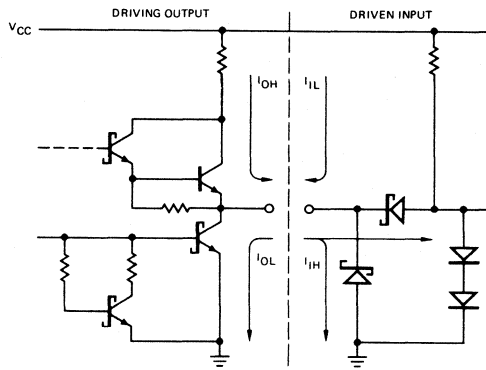 DRIVING OUTPUT
DRIVEN INPUT
VCC
IOH
IIL
IOL
IIH